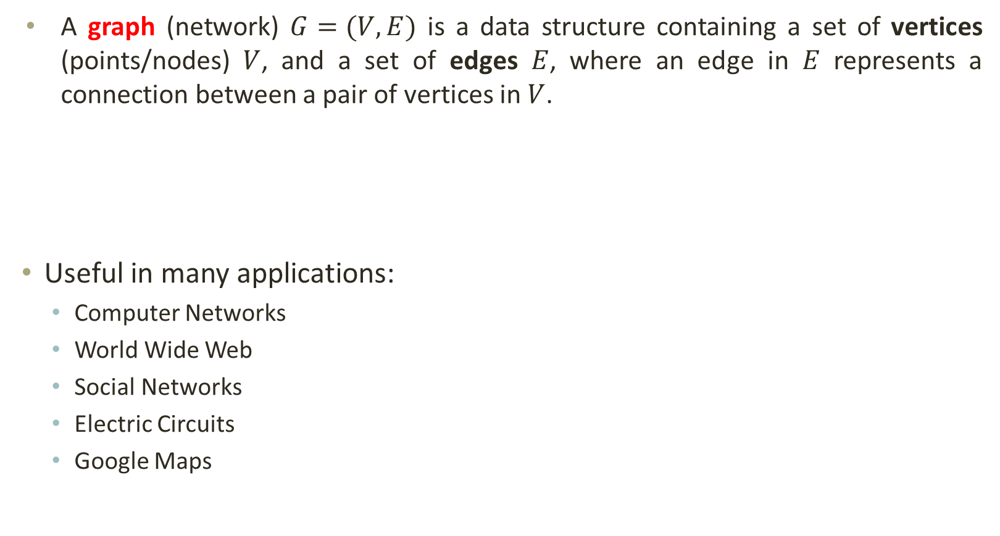 • A graph (network) G = (V, E) is a data structure containing a set of vertices
(points/nodes) V, and a set of edges E, where an edge in E represents a
connection between a pair of vertices in V.
• Useful in many applications:
• Computer Networks
• World Wide Web
• Social Networks
• Electric Circuits
• Google Maps